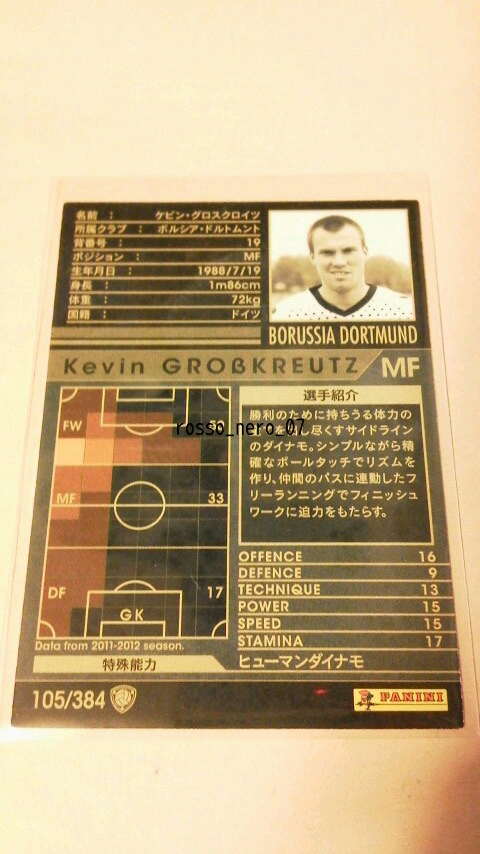 名前 : ケビン・グロスクロイツ
所属クラブ : ボルシア・ドルトムント
背番号 : 19
ポジション : MF
生年月日 : 1988/7/19
身長 : 1m86cm
体重 : 72kg
国籍 : ドイツ
BORUSSIA DORTMUND
Kevin GROßKREUTZ MF
FW
MF 33
DF 17
GK
Data from 2011-2012 season.
選手紹介
勝利のために持ちうる体力の
を 出し尽くすサイドライン
のダイナモ。シンプルながら精
確なボールタッチでリズムを
作り、仲間のパスに連動したフ
リーランニングでフィニッシュ
ワークに迫力をもたらす。
rosso_nero_07
OFFENCE 16
DEFENCE 9
TECHNIQUE 13
POWER 15
SPEED 15
STAMINA 17
特殊能力 ヒューマンダイナモ
105/384
PANINI